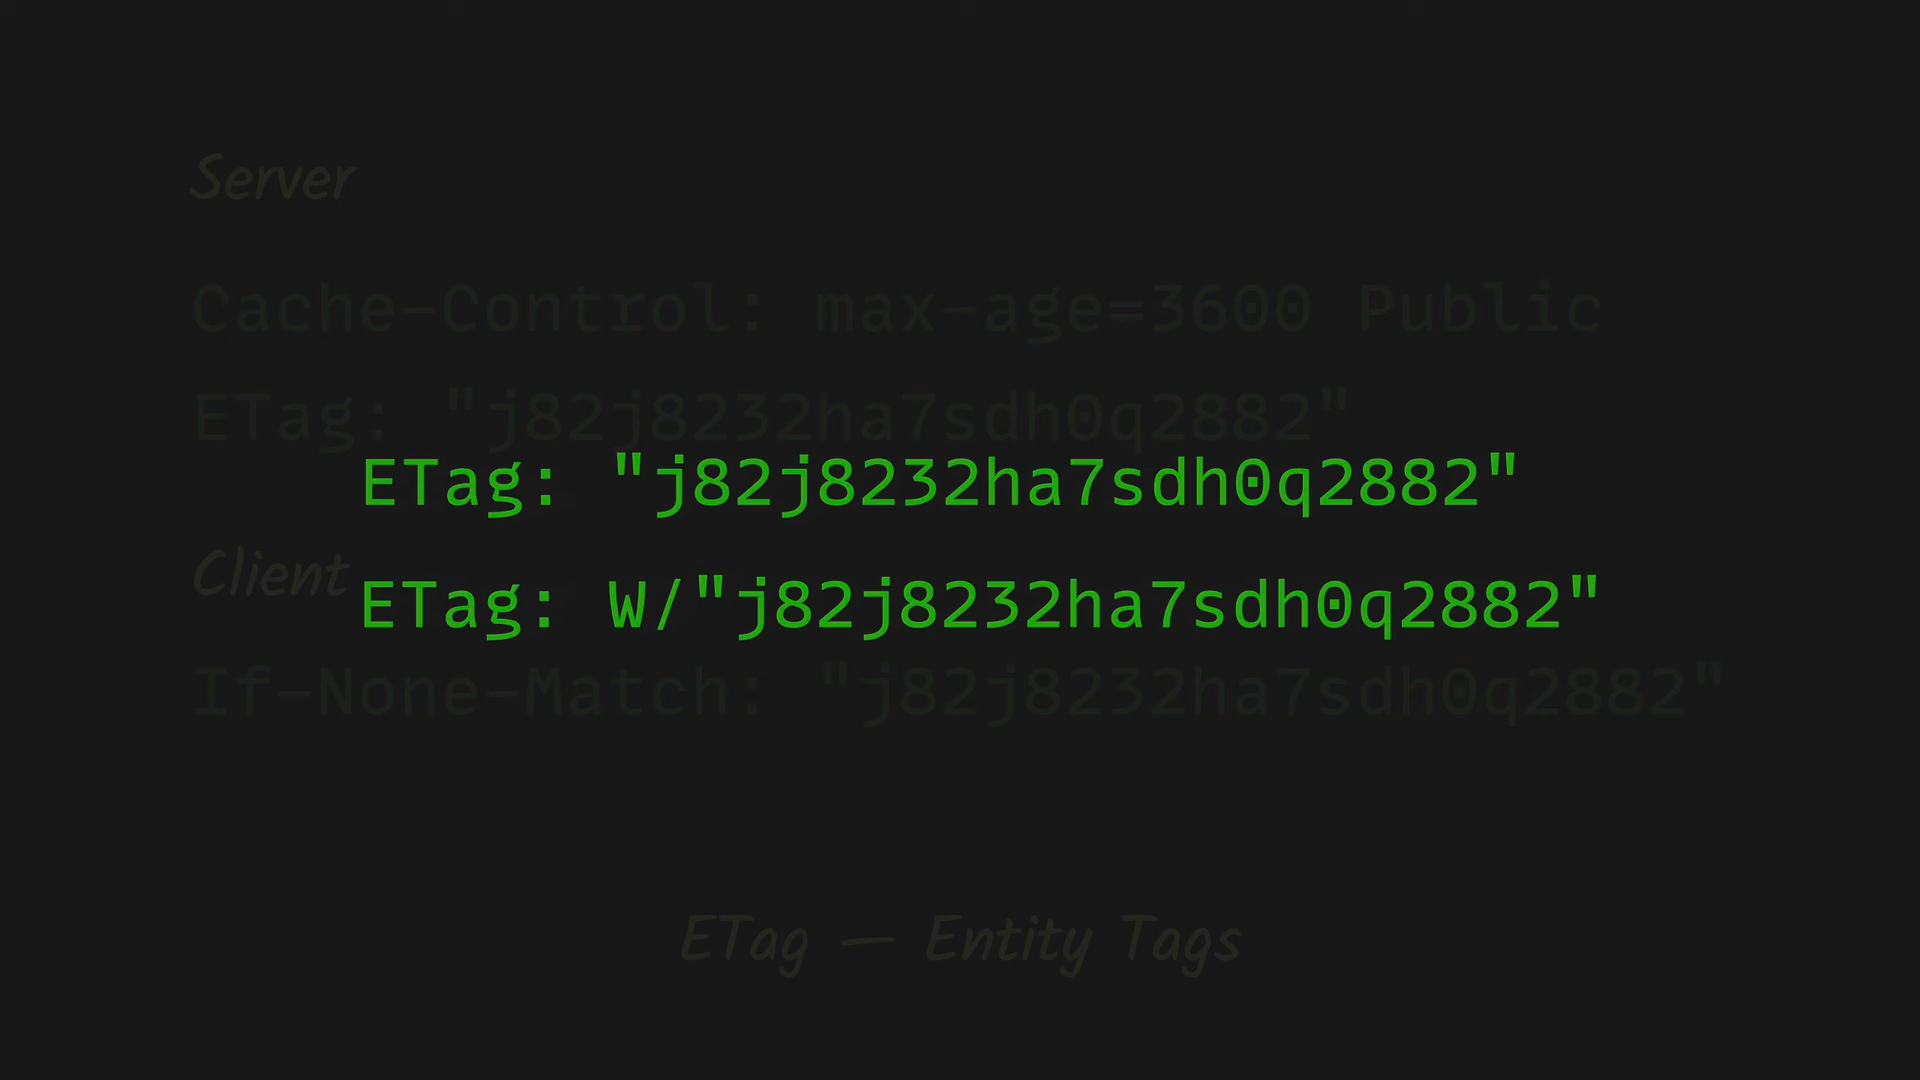 Server
Cache-Control: max-age=3600 Public
ETag: "j82j8232ha7sdh0q2882"
ETag: "j82j8232ha7sdh0q2882"
Client
ETag: W/"j82j8232ha7sdh0q2882"
If-None-Match: "j82j8232ha7sdh0q2882"
ETag — Entity Tags